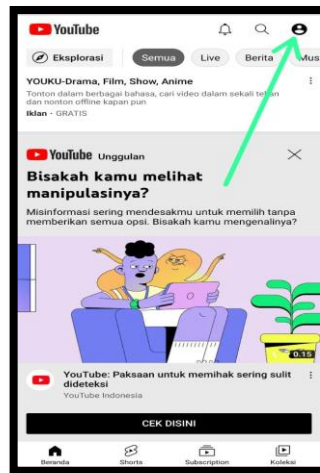 YouTube
Eksplorasi Semua Live Berita Mus
YOUKU-Drama, Film, Show, Anime
Tonton dalam berbagai bahasa, cari video dalam sekali tekan
dan nonton offline kapan pun
Iklan · GRATIS
YouTube Unggulan
Bisakah kamu melihat
manipulasinya?
Misinformasi sering mendesakmu untuk memilih tanpa
memberikan semua opsi. Bisakah kamu mengenalinya?
0.15
YouTube: Paksaan untuk memihak sering sulit
dideteksi
YouTube Indonesia
CEK DISINI
Beranda Shorts Subscription Koleksi